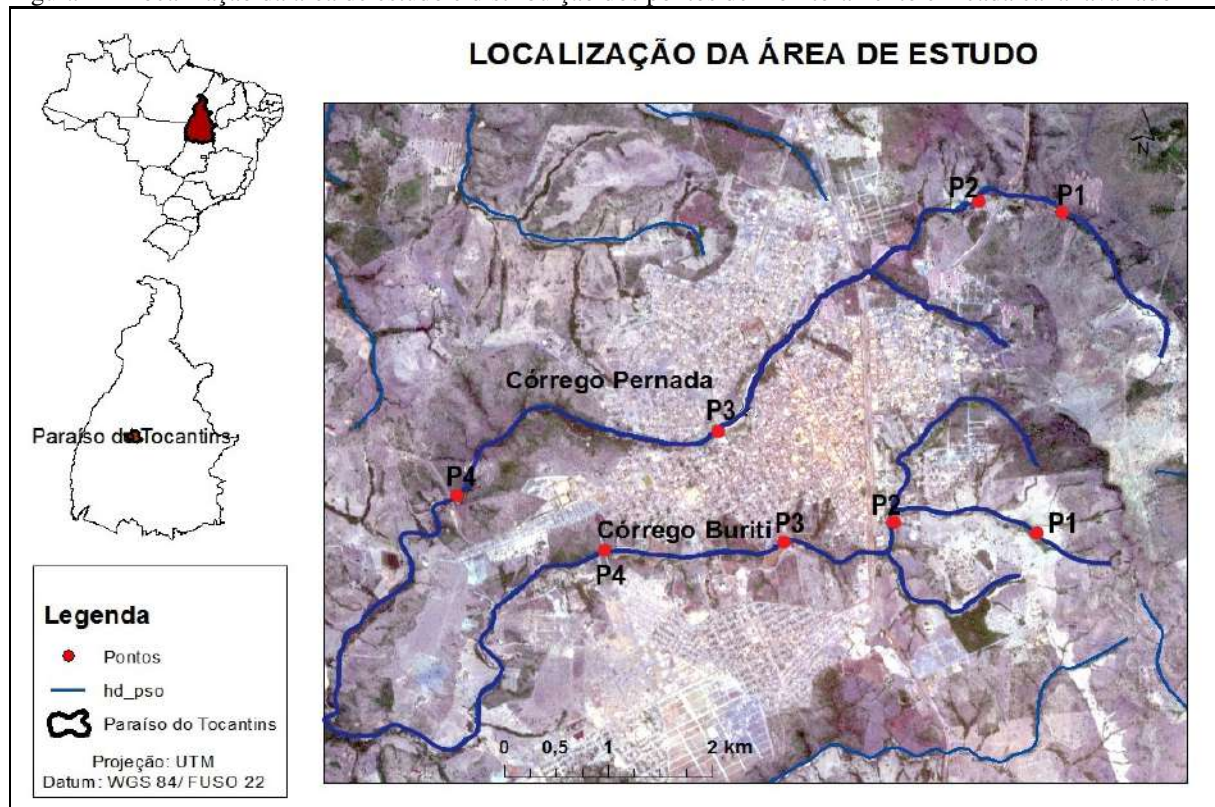 LOCALIZAÇÃO DA ÁREA DE ESTUDO
N
P2
P1
Córrego Pernada
P3
P4
P2
P1
Córrego Buriti
P3
P4
0 0,5 1 2 km
Paraíso do Tocantins
Legenda
Pontos
hd_pso
Paraíso do Tocantins
Projeção: UTM
Datum: WGS 84/ FUSO 22